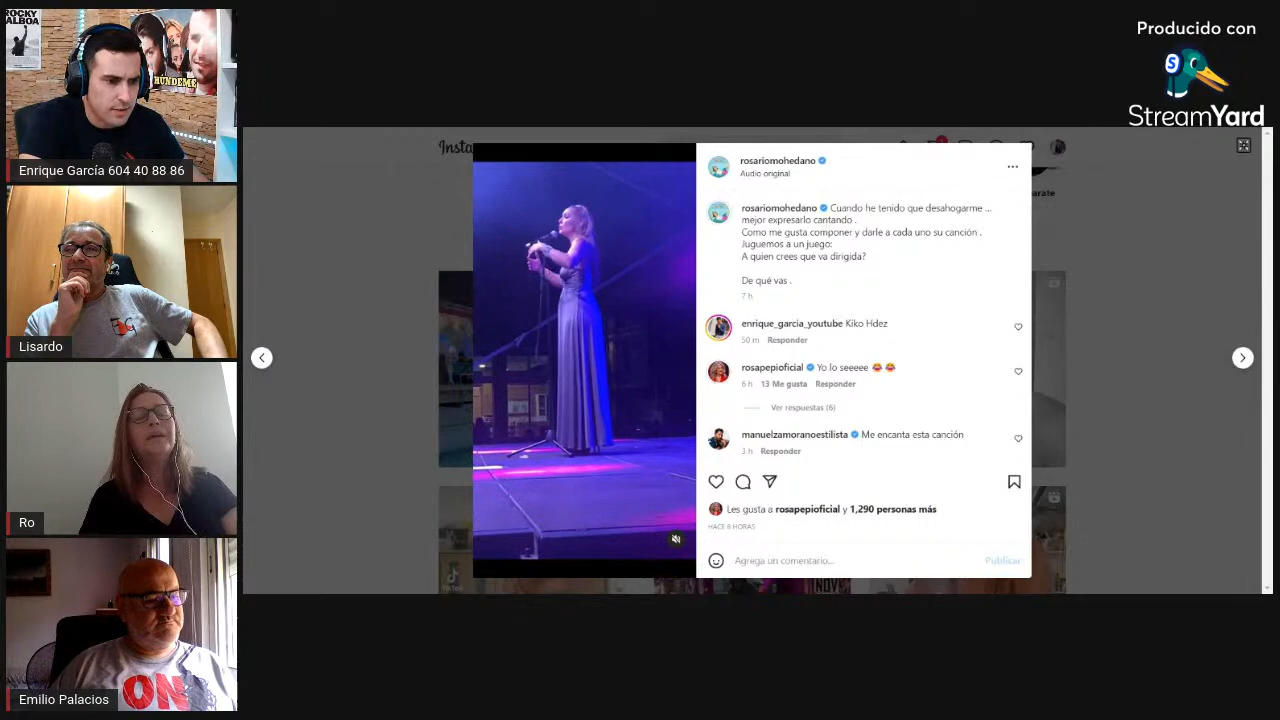 ROCKY
BALBOA
HÚNDEME
Enrique García 604 40 88 86
Lisardo
Ro
ON
Emilio Palacios
Producido con
S
StreamYard
Insta
rosariomohedano
Audio original
rosariomohedano Cuando he tenido que desahogarme ...
mejor expresarlo cantando .
Como me gusta componer y darle a cada uno su canción .
Juguemos a un juego:
A quien crees que va dirigida?
De qué vas .
7 h
enrique_garcia_youtube Kiko Hdez
50 m Responder
rosapepioficial Yo lo seeeee 😂 😂
6 h 13 Me gusta Responder
Ver respuestas (6)
manuelzamoranoestilista Me encanta esta canción
3 h Responder
Les gusta a rosapepioficial y 1,290 personas más
HACE 8 HORAS
Agrega un comentario...
Publicar